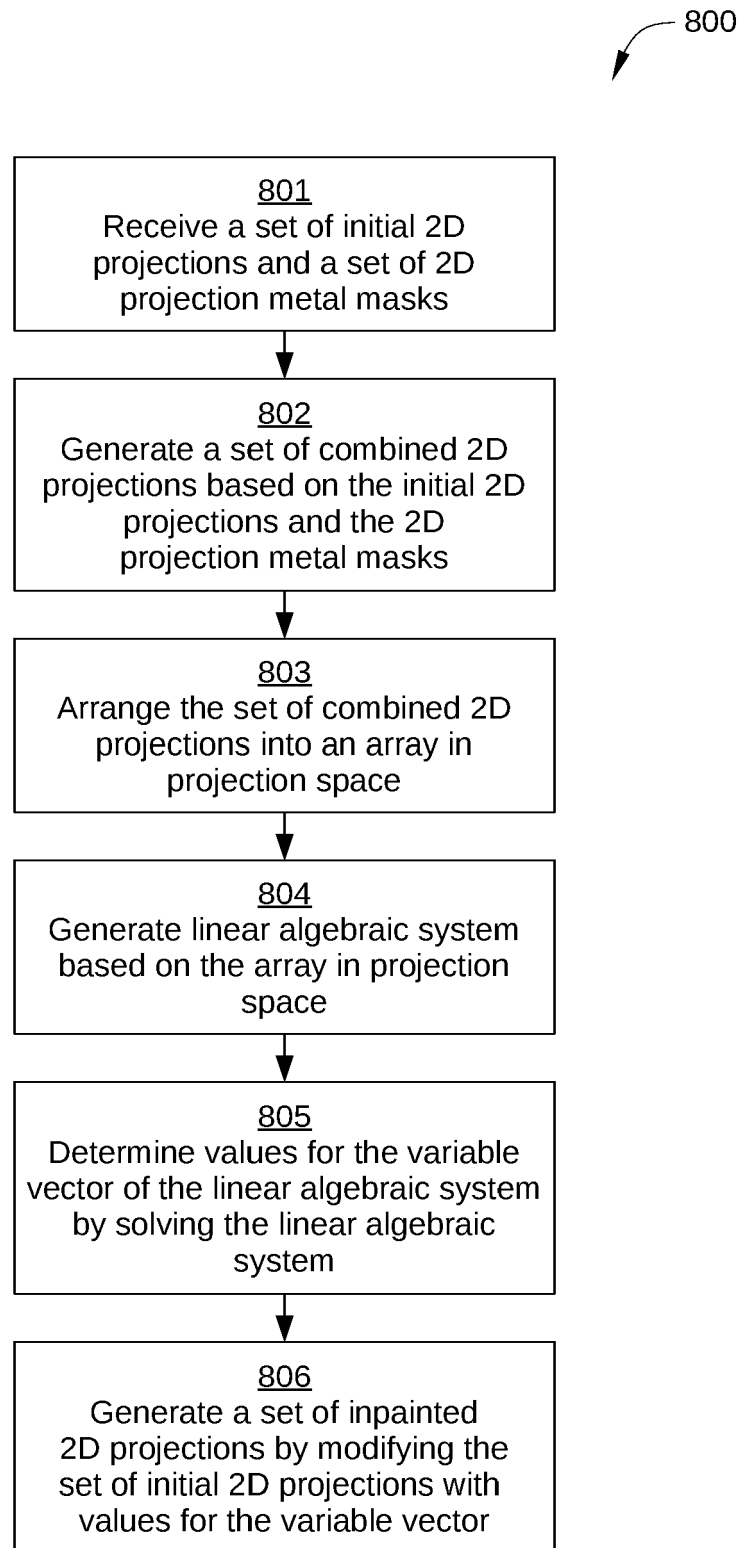 800
801
Receive a set of initial 2D
projections and a set of 2D
projection metal masks
802
Generate a set of combined 2D
projections based on the initial 2D
projections and the 2D
projection metal masks
803
Arrange the set of combined 2D
projections into an array in
projection space
804
Generate linear algebraic system
based on the array in projection
space
805
Determine values for the variable
vector of the linear algebraic system
by solving the linear algebraic
system
806
Generate a set of inpainted
2D projections by modifying the
set of initial 2D projections with
values for the variable vector